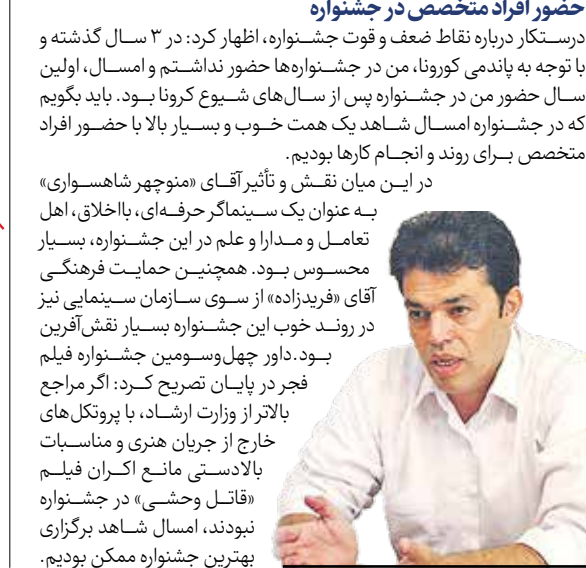 حضور افراد متخصص در جشنواره
درستکار درباره نقاط ضعف و قوت جشنواره، اظهار کرد: در ۳ سال گذشته و
با توجه به پاندمی کورونا، من در جشنواره‌ها حضور نداشتم و امسال، اولین
سال حضور من در جشنواره پس از سال‌های شیوع کرونا بود. باید بگویم
که در جشنواره امسال شاهد یک همت خوب و بسیار بالا با حضور افراد
متخصص برای روند و انجام کارها بودیم.
در این میان نقش و تأثیر آقای «منوچهر شاهسواری»
به عنوان یک سینماگر حرفه‌ای، بااخلاق، اهل
تعامل و مدارا و علم در این جشنواره، بسیار
محسوس بود. همچنین حمایت فرهنگی
آقای «فریدزاده» از سوی سازمان سینمایی نیز
در روند خوب این جشنواره بسیار نقش‌آفرین
بود. داور چهل‌وسومین جشنواره فیلم
فجر در پایان تصریح کرد: اگر مراجع
بالاتر از وزارت ارشاد، با پروتکل‌های
خارج از جریان هنری و مناسبات
بالادستی مانع اکران فیلم
«قاتل وحشی» در جشنواره
نبودند، امسال شاهد برگزاری
بهترین جشنواره ممکن بودیم.